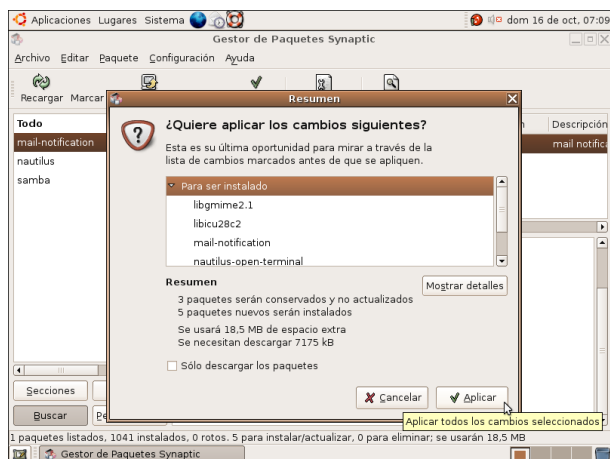 Aplicaciones Lugares Sistema dom 16 de oct, 07:09
Gestor de Paquetes Synaptic
Archivo Editar Paquete Configuración Ayuda
Recargar Marcar
Resumen
Todo
mail-notification
nautilus
samba
Descripción
mail notifica
¿Quiere aplicar los cambios siguientes?
Esta es su última oportunidad para mirar a través de la
lista de cambios marcados antes de que se apliquen.
Para ser instalado
libgmime2.1
libicu28c2
mail-notification
nautilus-open-terminal
Resumen
Mostrar detalles
3 paquetes serán conservados y no actualizados
5 paquetes nuevos serán instalados
Se usará 18,5 MB de espacio extra
Se necesitan descargar 7175 kB
Sólo descargar los paquetes
Cancelar Aplicar
Secciones
Buscar Pe
Aplicar todos los cambios seleccionados
1 paquetes listados, 1041 instalados, 0 rotos. 5 para instalar/actualizar, 0 para eliminar; se usarán 18,5 MB
Gestor de Paquetes Synaptic